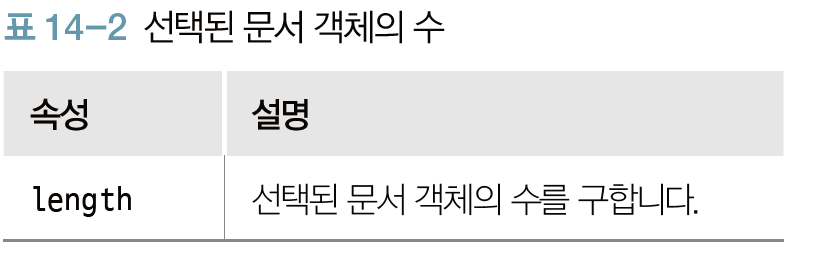 표 14-2 선택된 문서 객체의 수
속성 설명
length 선택된 문서 객체의 수를 구합니다.